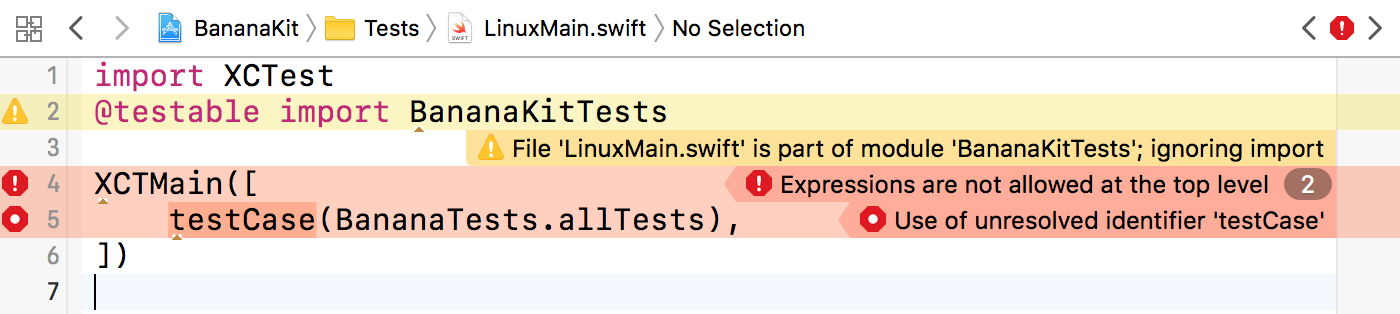 BananaKit Tests LinuxMain.swift No Selection
1 import XCTest
2 @testable import BananaKitTests
3 File 'LinuxMain.swift' is part of module 'BananaKitTests'; ignoring import
4 XCTMain([ Expressions are not allowed at the top level 2
5 testCase(BananaTests.allTests), Use of unresolved identifier 'testCase'
6 ])
7